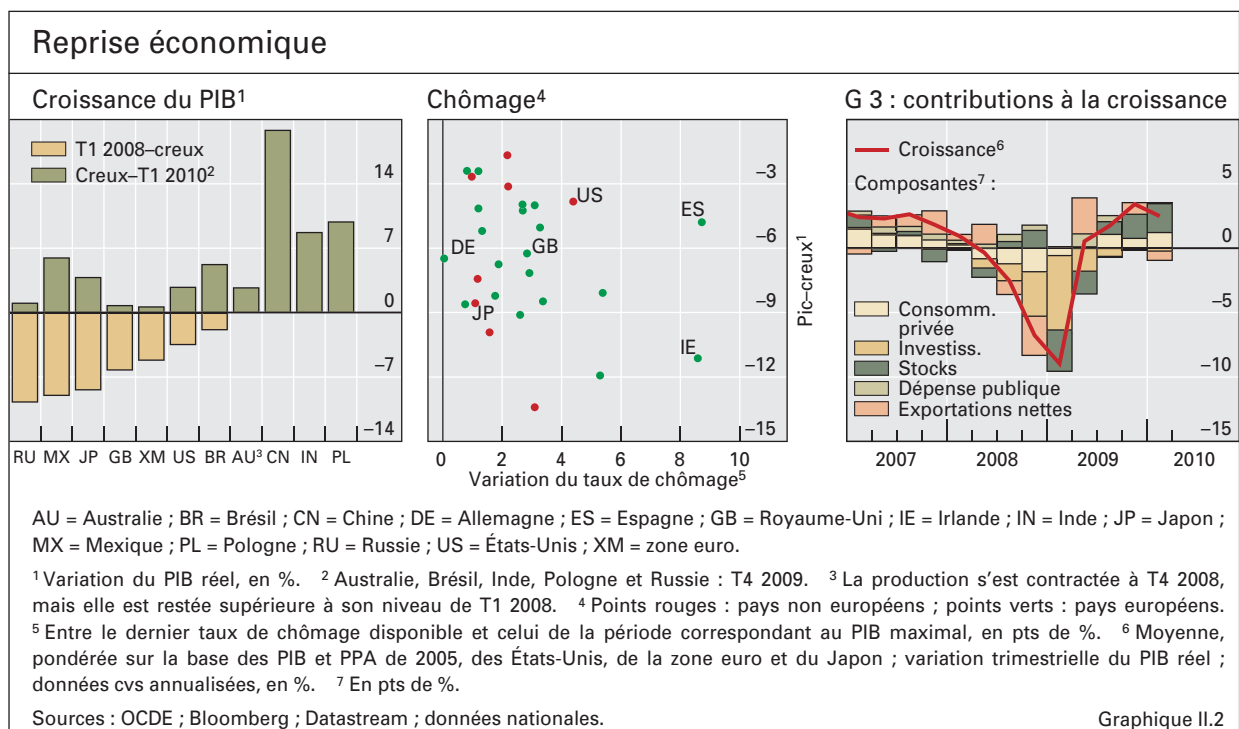 Reprise économique
Croissance du PIB¹
T1 2008–creux
Creux–T1 2010²
14
7
0
–7
–14
RU MX JP GB XM US BR AU³ CN IN PL
Chômage⁴
US
ES
DE
GB
JP
IE
–3
–6
–9
–12
–15
Pic–creux¹
0 2 4 6 8 10
Variation du taux de chômage⁵
G 3 : contributions à la croissance
Croissance⁶
Composantes⁷ :
Consomm.
privée
Investiss.
Stocks
Dépense publique
Exportations nettes
5
0
–5
–10
–15
2007 2008 2009 2010
AU = Australie ; BR = Brésil ; CN = Chine ; DE = Allemagne ; ES = Espagne ; GB = Royaume-Uni ; IE = Irlande ; IN = Inde ; JP = Japon ;
MX = Mexique ; PL = Pologne ; RU = Russie ; US = États-Unis ; XM = zone euro.
¹ Variation du PIB réel, en %. ² Australie, Brésil, Inde, Pologne et Russie : T4 2009. ³ La production s’est contractée à T4 2008,
mais elle est restée supérieure à son niveau de T1 2008. ⁴ Points rouges : pays non européens ; points verts : pays européens.
⁵ Entre le dernier taux de chômage disponible et celui de la période correspondant au PIB maximal, en pts de %. ⁶ Moyenne,
pondérée sur la base des PIB et PPA de 2005, des États-Unis, de la zone euro et du Japon ; variation trimestrielle du PIB réel ;
données cvs annualisées, en %. ⁷ En pts de %.
Sources : OCDE ; Bloomberg ; Datastream ; données nationales.
Graphique II.2